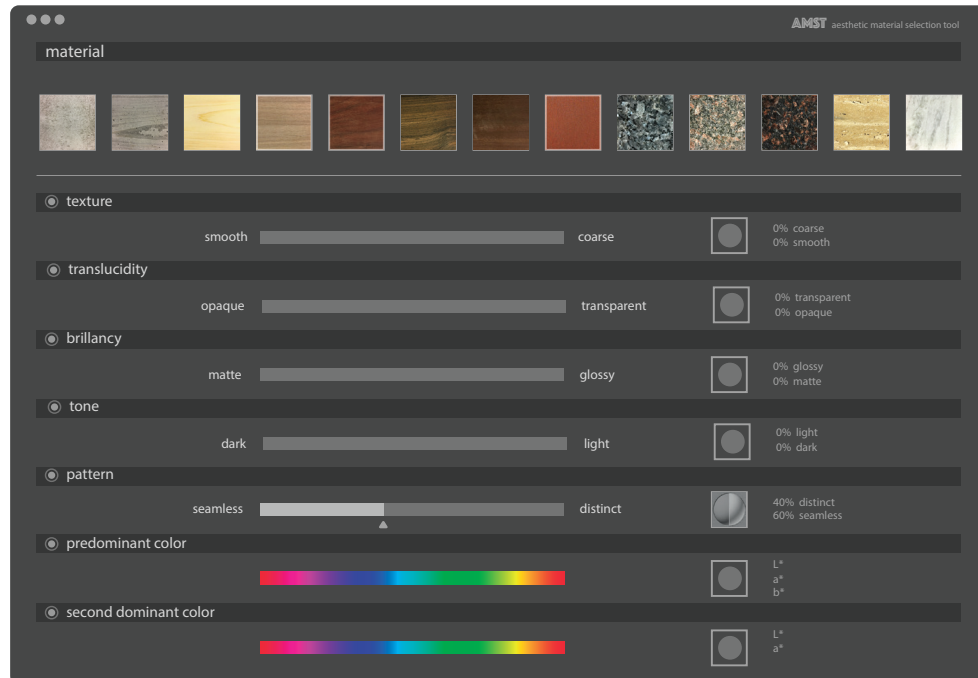 AMST aesthetic material selection tool
material
texture
smooth coarse
0% coarse
0% smooth
translucidity
opaque transparent
0% transparent
0% opaque
brillancy
matte glossy
0% glossy
0% matte
tone
dark light
0% light
0% dark
pattern
seamless distinct
40% distinct
60% seamless
predominant color
L*
a*
b*
second dominant color
L*
a*